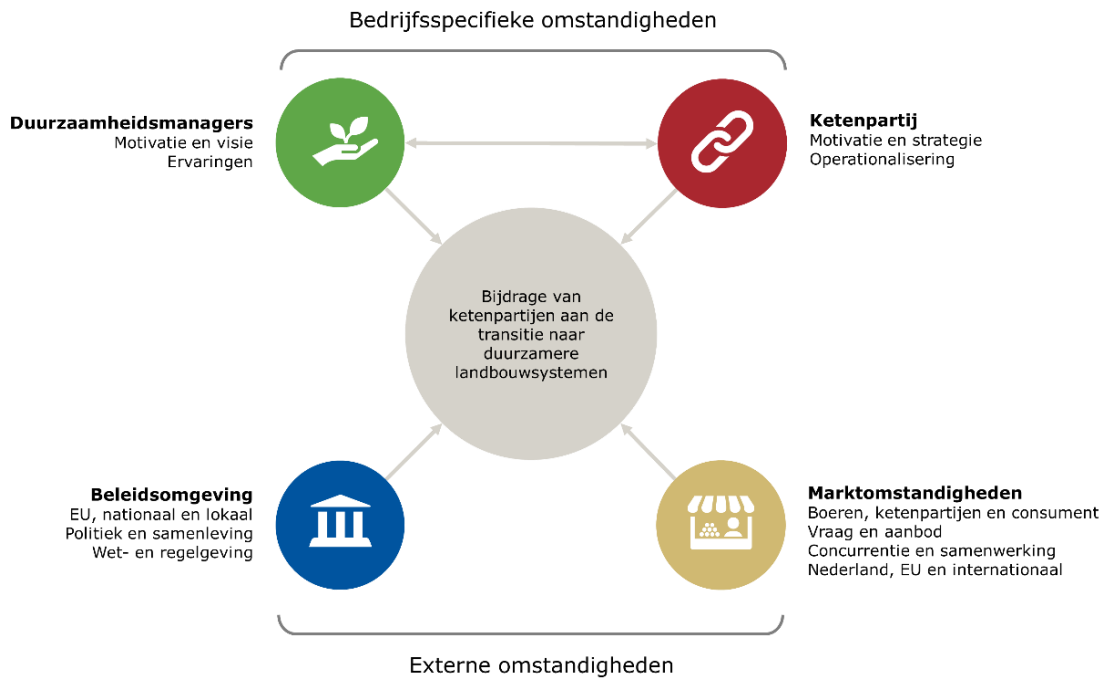 Bedrijfsspecifieke omstandigheden
Duurzaamheidsmanagers
Motivatie en visie
Ervaringen
Ketenpartij
Motivatie en strategie
Operationalisering
Bijdrage van
ketenpartijen aan de
transitie naar
duurzamere
landbouwsystemen
Beleidsomgeving
EU, nationaal en lokaal
Politiek en samenleving
Wet- en regelgeving
Marktomstandigheden
Boeren, ketenpartijen en consument
Vraag en aanbod
Concurrentie en samenwerking
Nederland, EU en internationaal
Externe omstandigheden